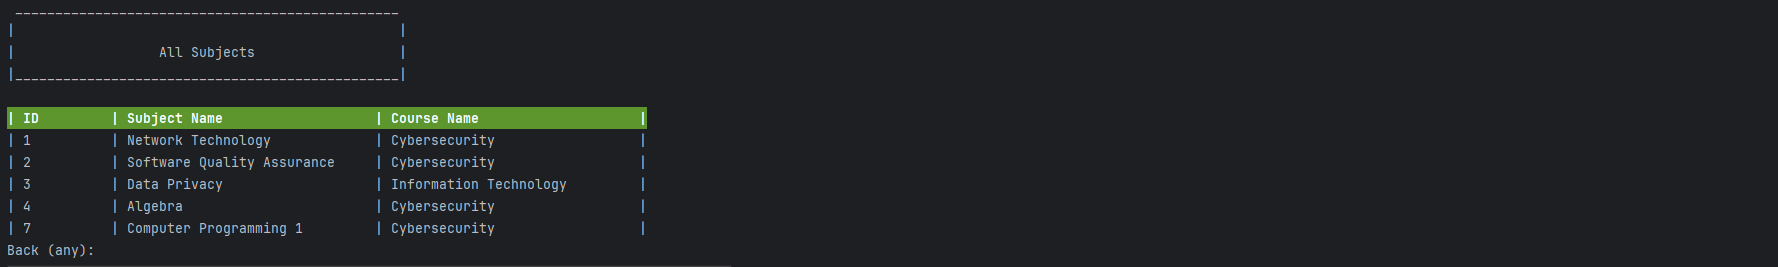 ________________________________________________
|                                                |
|                  All Subjects                  |
|________________________________________________|
| ID         | Subject Name                   | Course Name                    |
| 1          | Network Technology             | Cybersecurity                  |
| 2          | Software Quality Assurance     | Cybersecurity                  |
| 3          | Data Privacy                   | Information Technology         |
| 4          | Algebra                        | Cybersecurity                  |
| 7          | Computer Programming 1         | Cybersecurity                  |
Back (any):